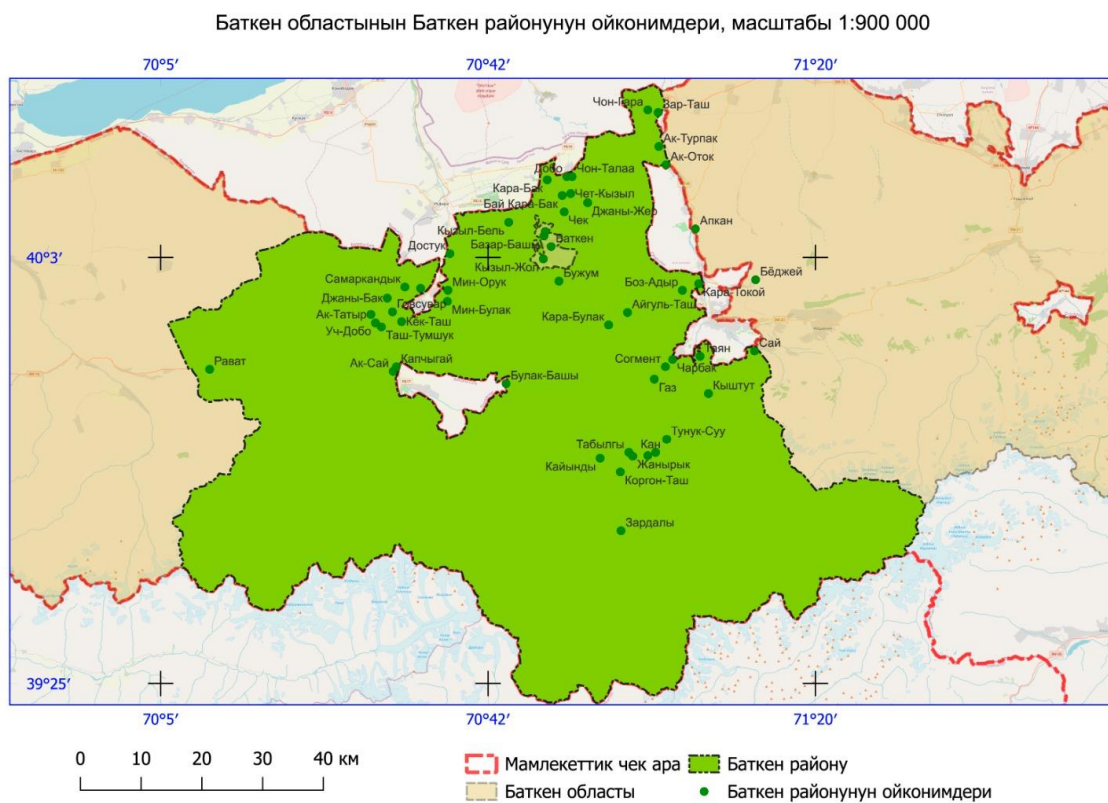 Баткен областынын Баткен районунун ойконимдери, масштабы 1:900 000
70°5′
70°42′
71°20′
Чон-Гара
Зар-Таш
Ак-Турпак
Ак-Оток
Добо
Чон-Талаа
Кара-Бак
Чет-Кызыл
Бай Кара-Бак
Джаны-Жер
Чек
Апкан
Кызыл-Бель
Базар-Башы
Баткен
Достук
40°3′
Кызыл-Жол
Бужум
Бёджей
Самаркандык
Мин-Орук
Боз-Адыр
Кара-Токой
Джаны-Бак
Говсувар
Мин-Булак
Айгуль-Таш
Ак-Татыр
Кёк-Таш
Кара-Булак
Уч-Добо
Таш-Тумшук
Таян
Сай
Рават
Ак-Сай
Капчыгай
Согмент
Чарбак
Булак-Башы
Газ
Кыштут
Тунук-Суу
Табылгы
Кан
Кайынды
Жанырык
Коргон-Таш
Зардалы
39°25′
70°5′
70°42′
71°20′
0 10 20 30 40 км
Мамлекеттик чек ара
Баткен району
Баткен областы
Баткен районунун ойконимдери